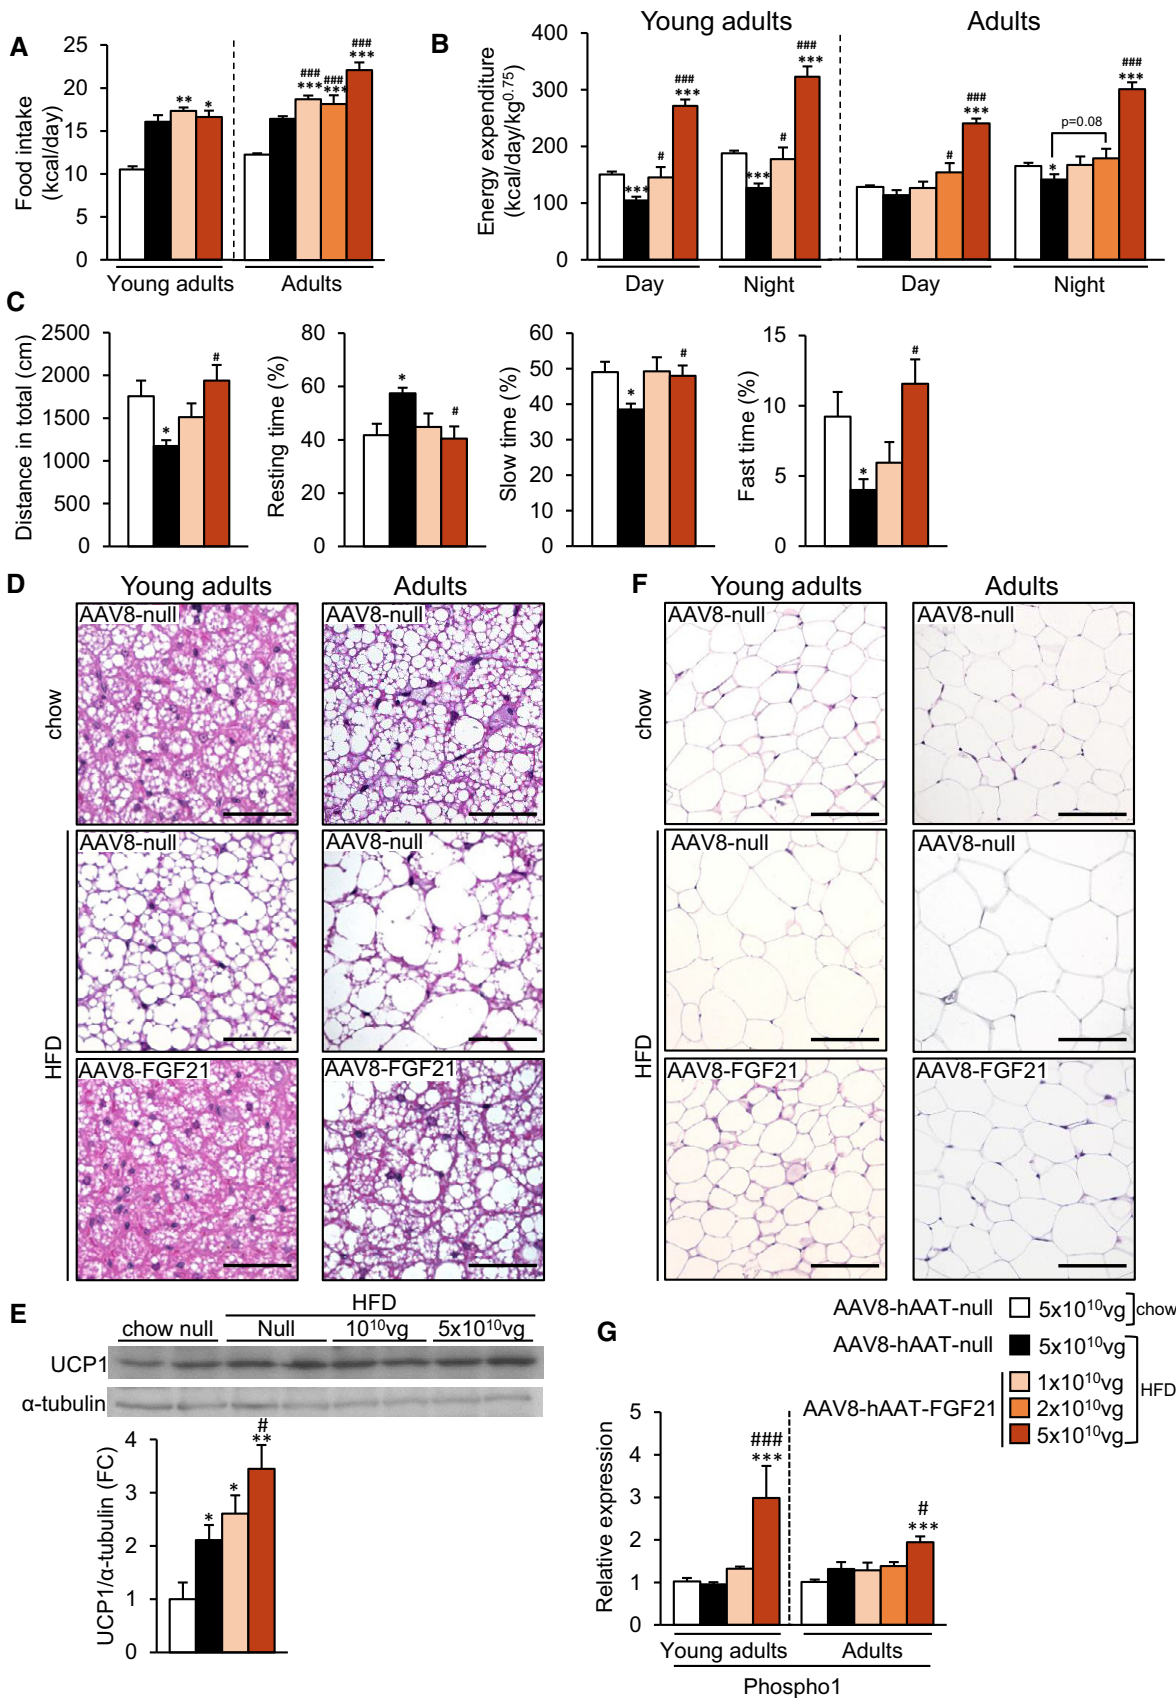 A
Food intake
(kcal/day)
25
20
15
10
5
0
** * ### *** ### *** ### ***
Young adults Adults
B
Young adults Adults
Energy expenditure
(kcal/day/kg0.75)
400
300
200
100
0
*** # ### *** *** # ### *** # ### *** * p=0.08 ### ***
Day Night Day Night
C
Distance in total (cm)
2500
2000
1500
1000
500
0
* #
Resting time (%)
80
60
40
20
0
* #
Slow time (%)
60
50
40
30
20
10
0
* #
Fast time (%)
15
10
5
0
* #
D
Young adults Adults
chow
AAV8-null AAV8-null
HFD
AAV8-null AAV8-null
AAV8-FGF21 AAV8-FGF21
F
Young adults Adults
chow
AAV8-null AAV8-null
HFD
AAV8-null AAV8-null
AAV8-FGF21 AAV8-FGF21
E
HFD
chow null Null 10^10vg 5x10^10vg
UCP1
α-tubulin
UCP1/α-tubulin (FC)
4
3
2
1
0
* * # **
AAV8-hAAT-null 5x10^10vg chow
AAV8-hAAT-null 5x10^10vg
AAV8-hAAT-FGF21 1x10^10vg
2x10^10vg
5x10^10vg
HFD
G
Relative expression
5
4
3
2
1
0
### *** # ***
Young adults Adults
Phospho1